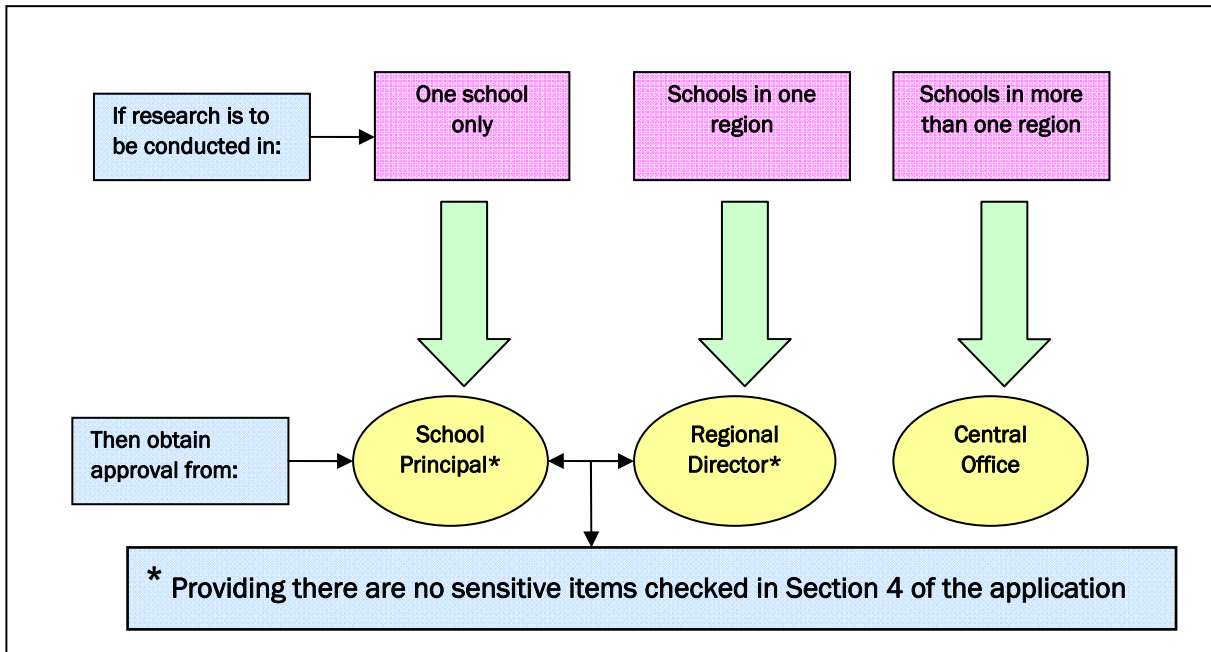 If research is to
be conducted in:
One school
only
Schools in one
region
Schools in more
than one region
Then obtain
approval from:
School
Principal*
Regional
Director*
Central
Office
* Providing there are no sensitive items checked in Section 4 of the application